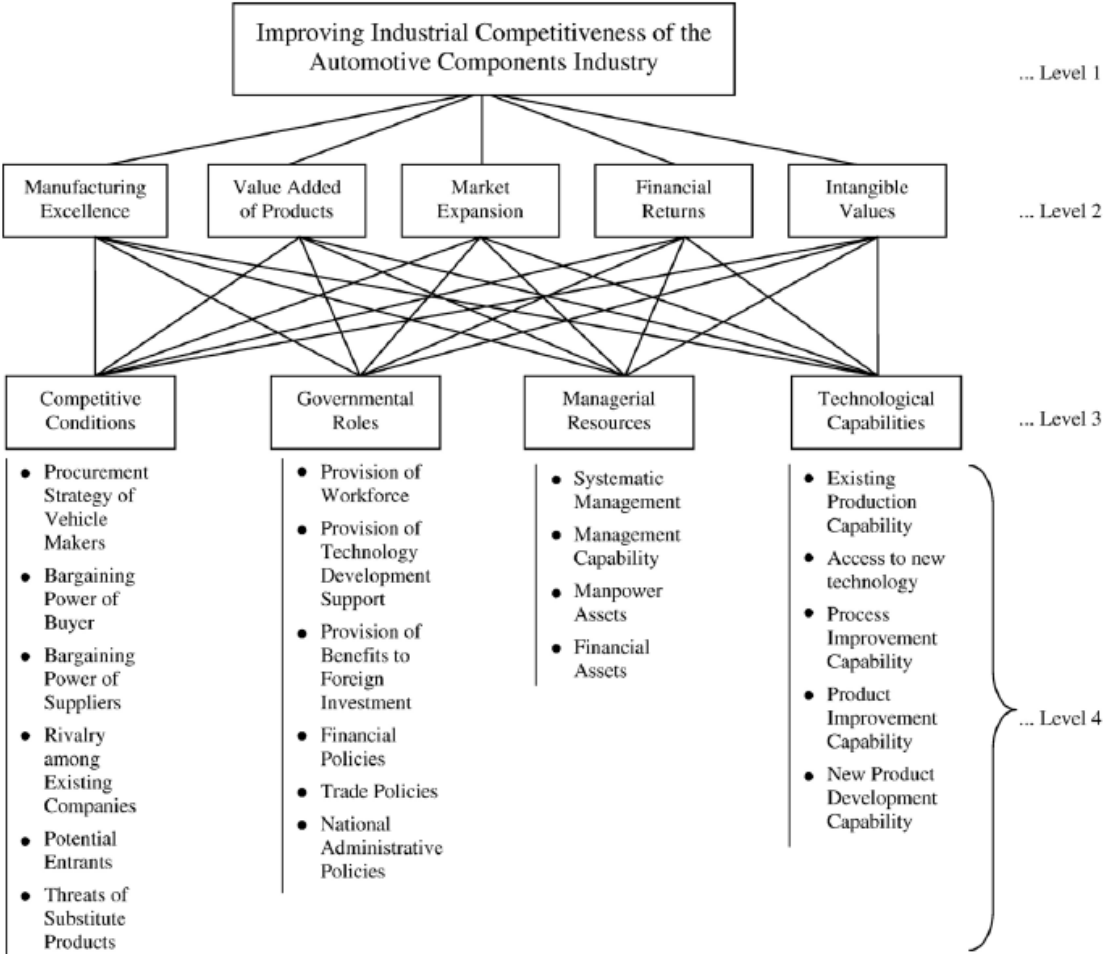 Improving Industrial Competitiveness of the
Automotive Components Industry
... Level 1
Manufacturing
Excellence
Value Added
of Products
Market
Expansion
Financial
Returns
Intangible
Values
... Level 2
Competitive
Conditions
Governmental
Roles
Managerial
Resources
Technological
Capabilities
... Level 3
● Procurement
Strategy of
Vehicle
Makers
● Bargaining
Power of
Buyer
● Bargaining
Power of
Suppliers
● Rivalry
among
Existing
Companies
● Potential
Entrants
● Threats of
Substitute
Products
● Provision of
Workforce
● Provision of
Technology
Development
Support
● Provision of
Benefits to
Foreign
Investment
● Financial
Policies
● Trade Policies
● National
Administrative
Policies
● Systematic
Management
● Management
Capability
● Manpower
Assets
● Financial
Assets
● Existing
Production
Capability
● Access to new
technology
● Process
Improvement
Capability
● Product
Improvement
Capability
● New Product
Development
Capability
... Level 4